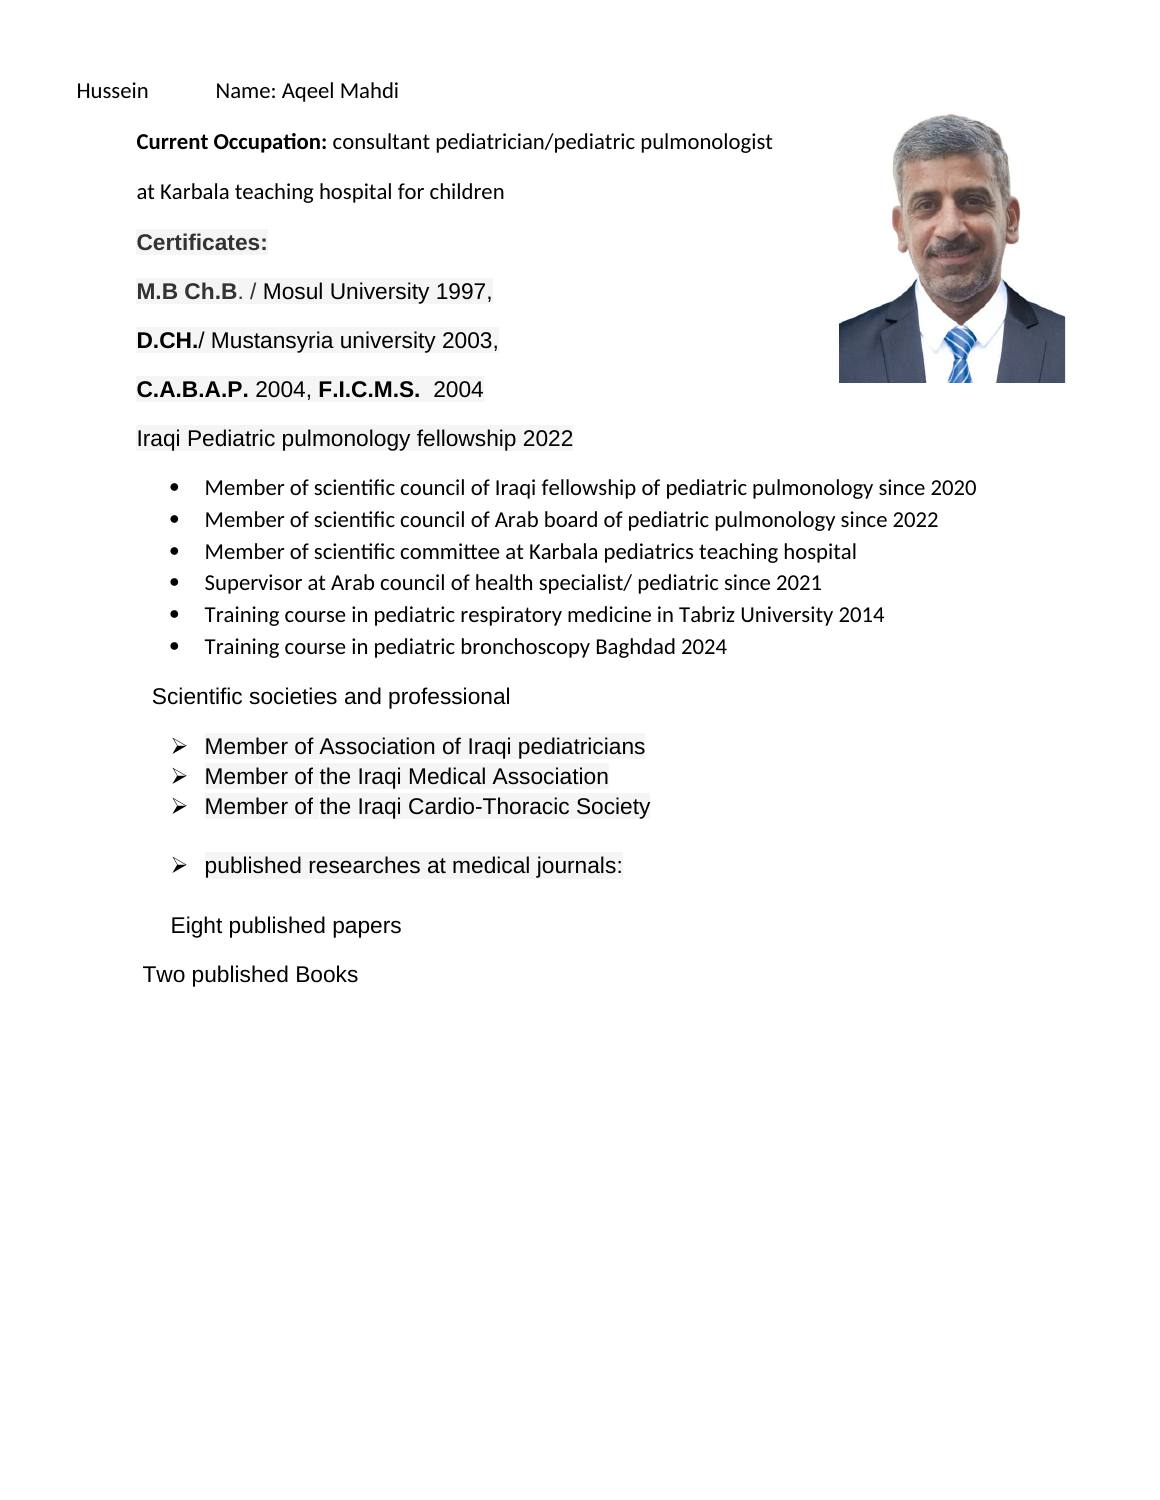 Hussein Name: Aqeel Mahdi
Current Occupation: consultant pediatrician/pediatric pulmonologist
at Karbala teaching hospital for children
Certificates:
M.B Ch.B. / Mosul University 1997,
D.CH./ Mustansyria university 2003,
C.A.B.A.P. 2004, F.I.C.M.S.  2004
Iraqi Pediatric pulmonology fellowship 2022
• Member of scientific council of Iraqi fellowship of pediatric pulmonology since 2020
• Member of scientific council of Arab board of pediatric pulmonology since 2022
• Member of scientific committee at Karbala pediatrics teaching hospital
• Supervisor at Arab council of health specialist/ pediatric since 2021
• Training course in pediatric respiratory medicine in Tabriz University 2014
• Training course in pediatric bronchoscopy Baghdad 2024
Scientific societies and professional
➢ Member of Association of Iraqi pediatricians
➢ Member of the Iraqi Medical Association
➢ Member of the Iraqi Cardio-Thoracic Society
➢ published researches at medical journals:
Eight published papers
Two published Books